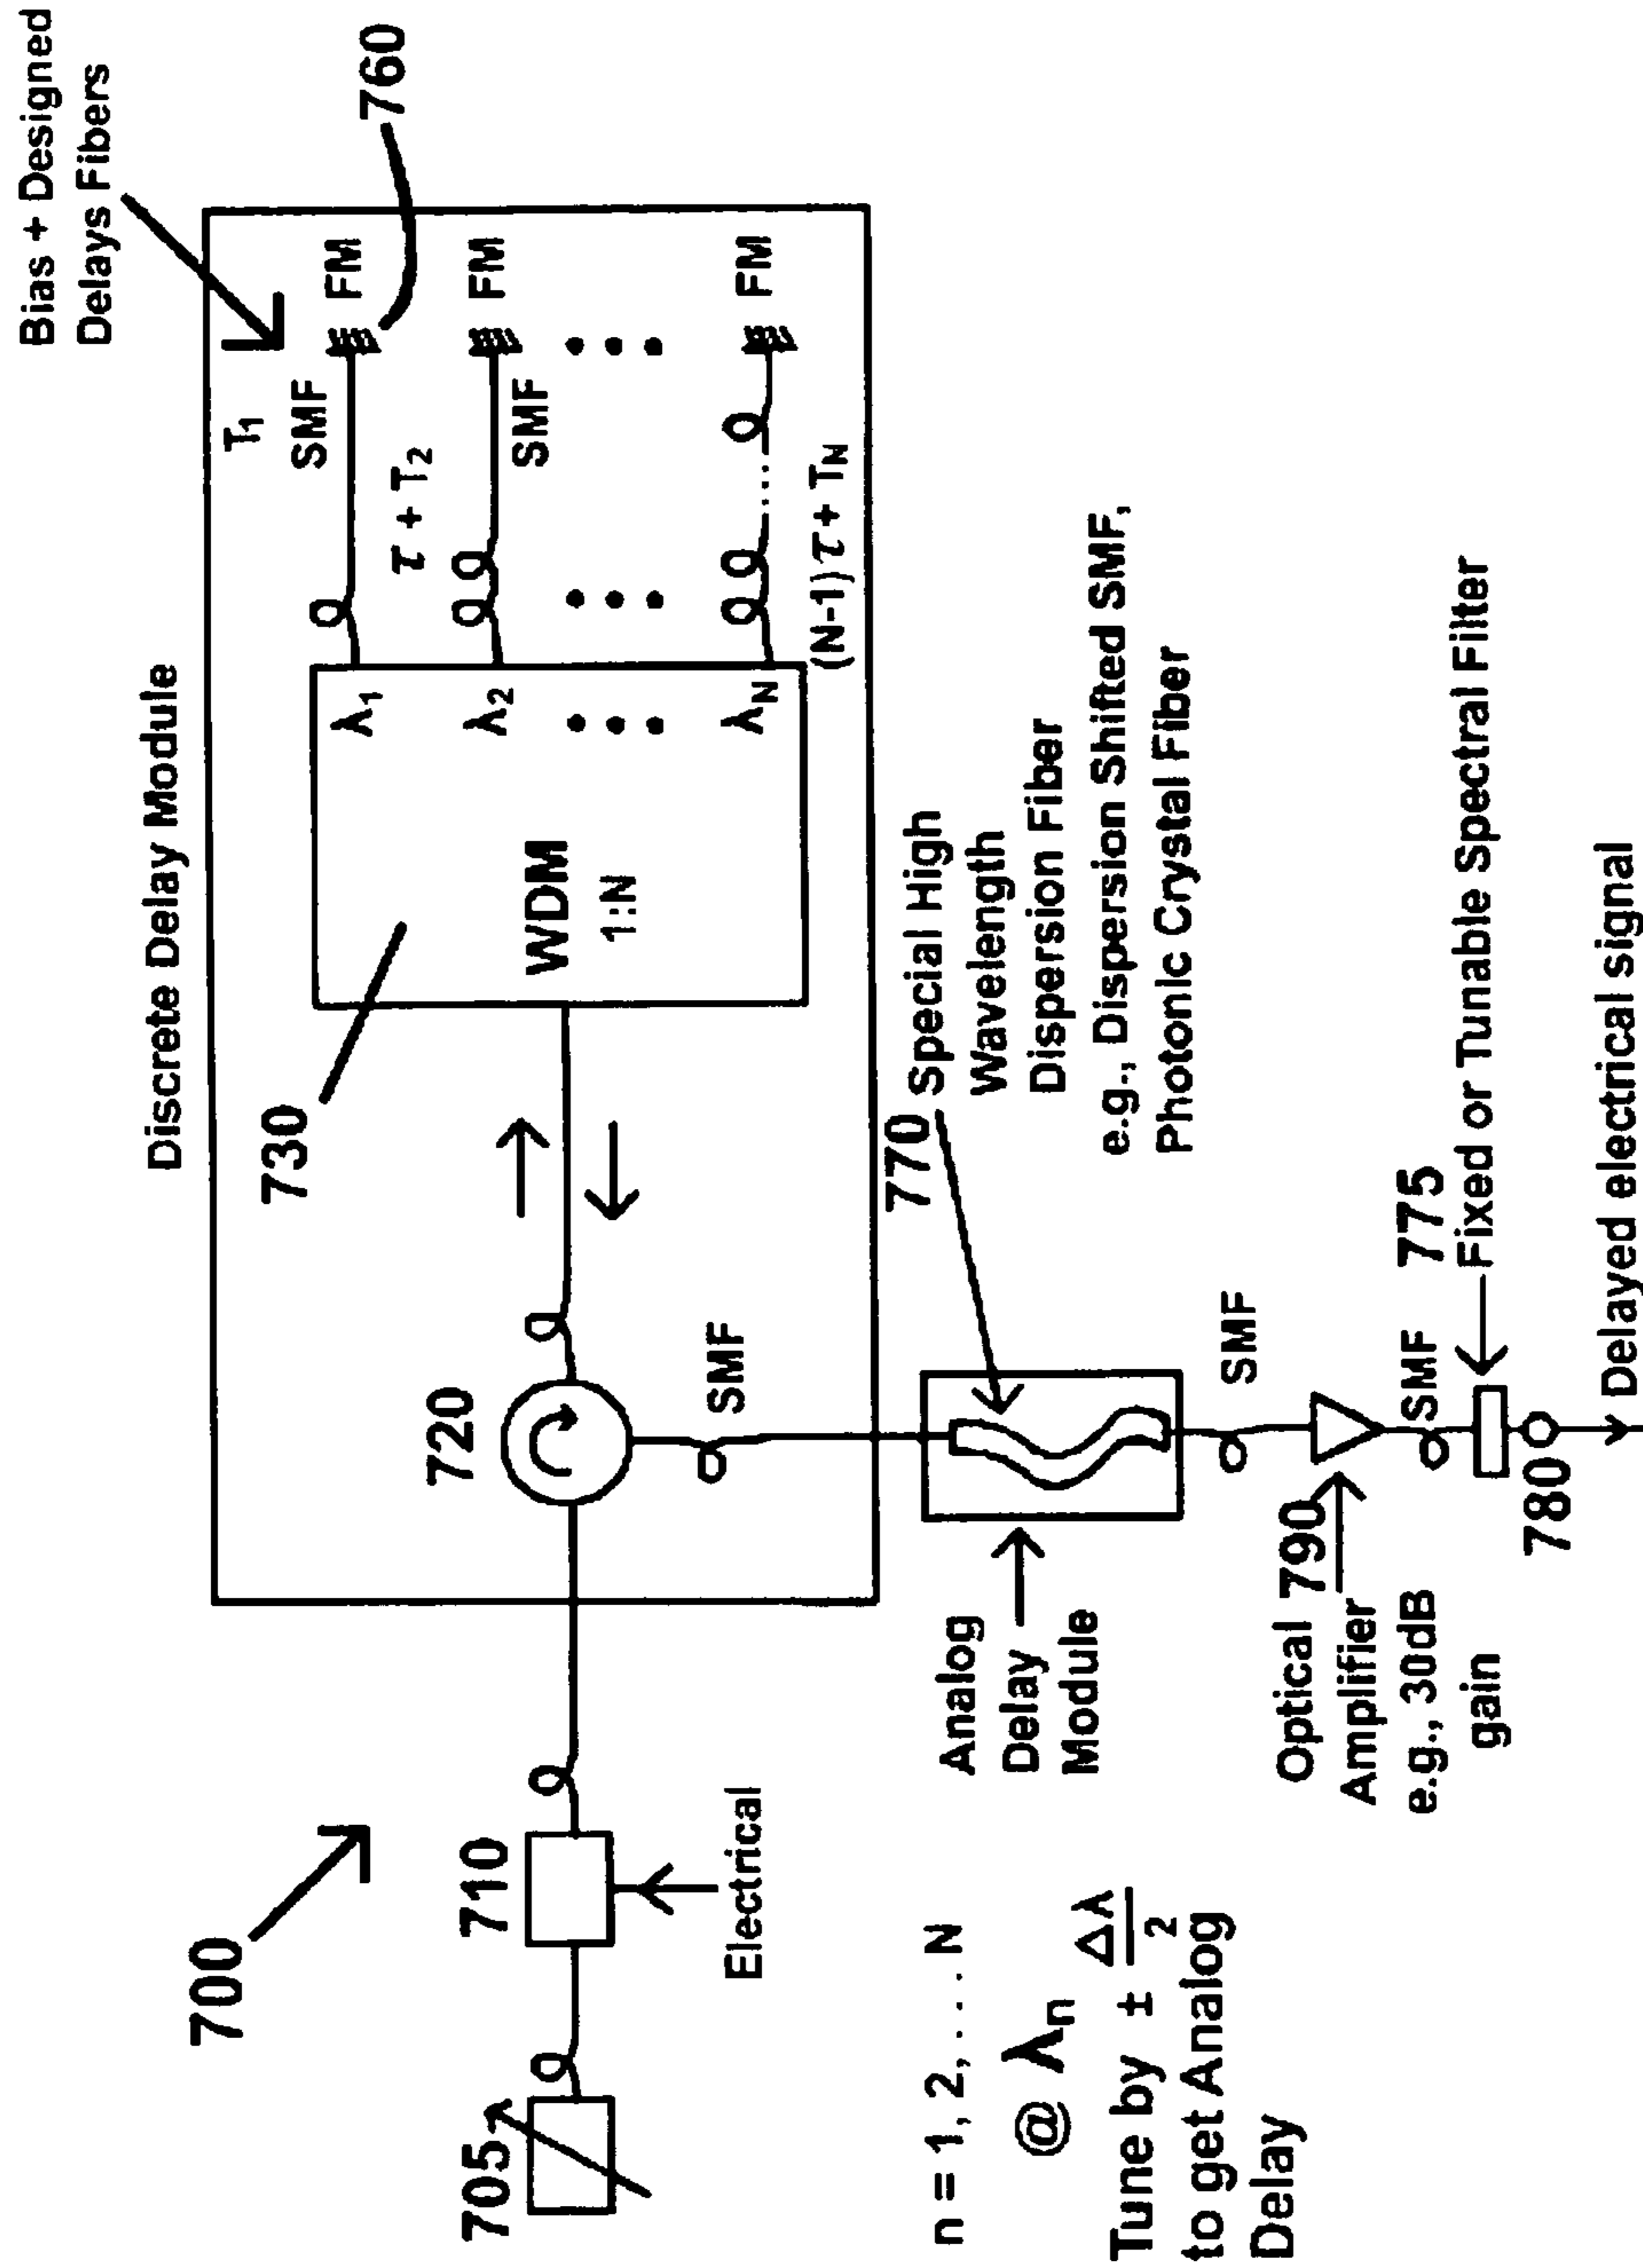 Bias + Designed
Delays Fibers
Discrete Delay Module
760
T1
SMF
FM
τ + T2
SMF
FM
FM
(N-1)τ + TN
730
λ1
λ2
λN
WDM
1:N
720
SMF
700
705
710
Electrical
770
Special High
Wavelength
Dispersion Fiber
e.g., Dispersion Shifted SMF,
Photonic Crystal Fiber
Analog
Delay
Module
SMF
Optical 790
Amplifier
e.g., 30dB
gain
SMF
775
Fixed or Tunable Spectral Filter
780
Delayed electrical signal
n = 1, 2, . . . N
@ λn
Tune by ± Δλ/2
to get Analog
Delay